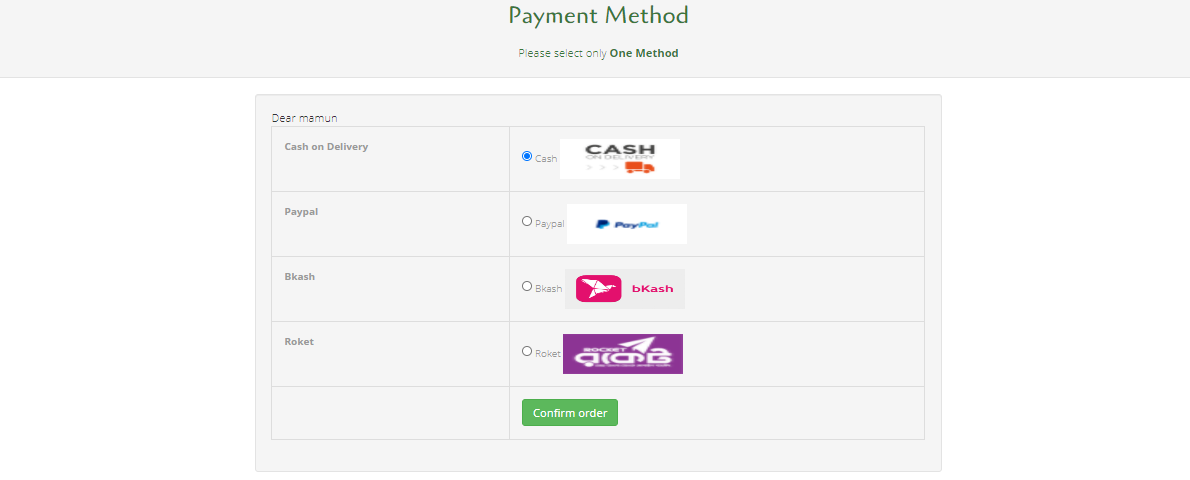 Payment Method
Please select only One Method
Dear mamun
Cash on Delivery
Cash
CASH
ON DELIVERY
Paypal
Paypal
PayPal
Bkash
Bkash
bKash
Roket
Roket
ROCKET
রকেট
Confirm order